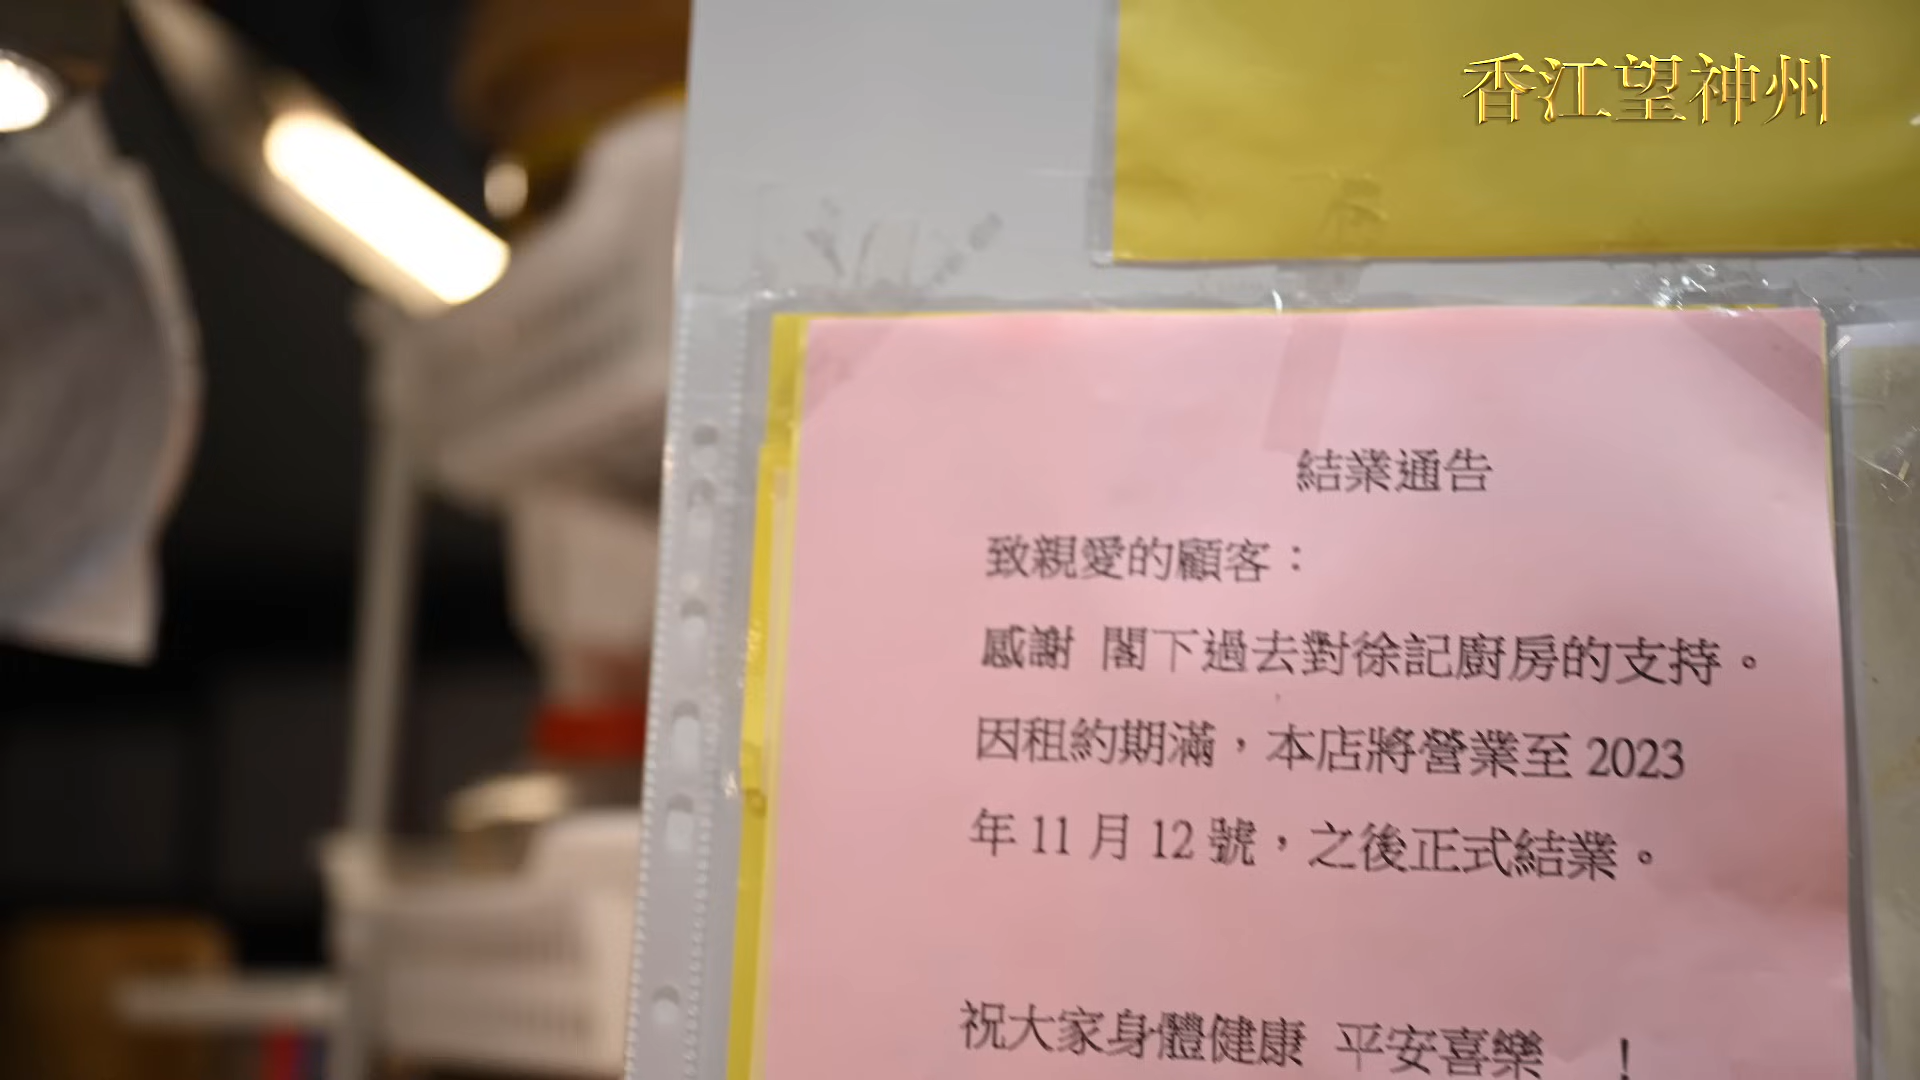 香江望神州
結業通告
致親愛的顧客：
感謝 閣下過去對徐記廚房的支持。
因租約期滿，本店將營業至 2023
年 11 月 12 號，之後正式結業。
祝大家身體健康 平安喜樂 ！